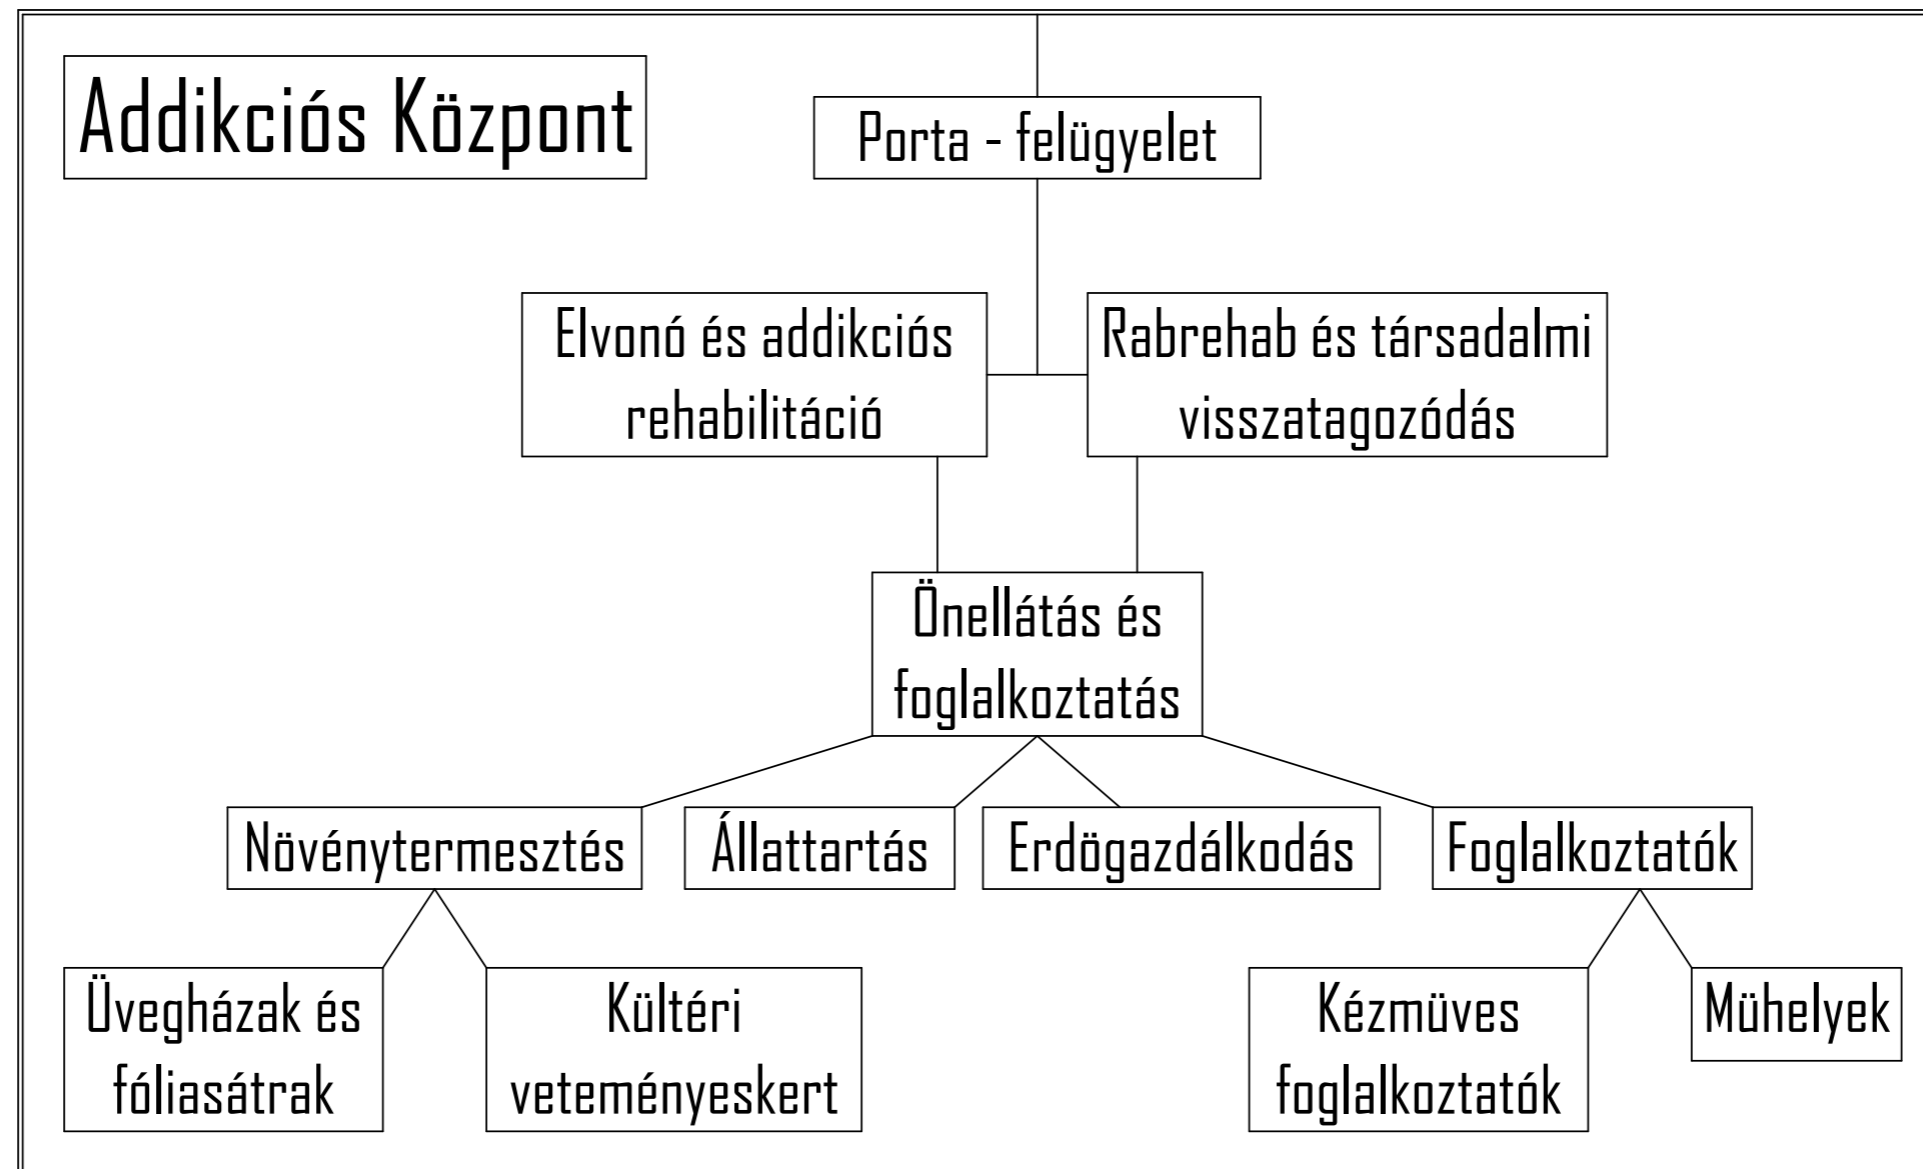 Addikciós Központ
Porta - felügyelet
Elvonó és addikciós
rehabilitáció
Rabrehab és társadalmi
visszatagozódás
Önellátás és
foglalkoztatás
Növénytermesztés
Állattartás
Erdögazdálkodás
Foglalkoztatók
Üvegházak és
fóliasátrak
Kültéri
veteményeskert
Kézmüves
foglalkoztatók
Mühelyek